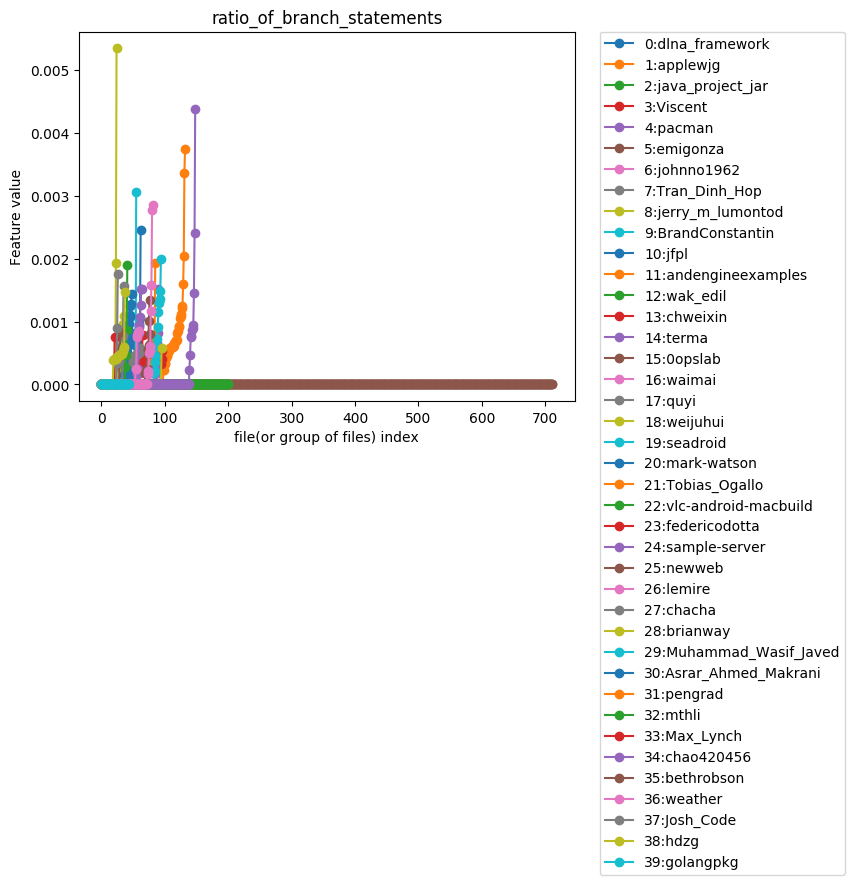 ratio_of_branch_statements
Feature value
0.005
0.004
0.003
0.002
0.001
0.000
0
100
200
300
400
500
600
700
file(or group of files) index
0:dlna_framework
1:applewjg
2:java_project_jar
3:Viscent
4:pacman
5:emigonza
6:johnno1962
7:Tran_Dinh_Hop
8:jerry_m_lumontod
9:BrandConstantin
10:jfpl
11:andengineexamples
12:wak_edil
13:chweixin
14:terma
15:0opslab
16:waimai
17:quyi
18:weijuhui
19:seadroid
20:mark-watson
21:Tobias_Ogallo
22:vlc-android-macbuild
23:federicodotta
24:sample-server
25:newweb
26:lemire
27:chacha
28:brianway
29:Muhammad_Wasif_Javed
30:Asrar_Ahmed_Makrani
31:pengrad
32:mthli
33:Max_Lynch
34:chao420456
35:bethrobson
36:weather
37:Josh_Code
38:hdzg
39:golangpkg